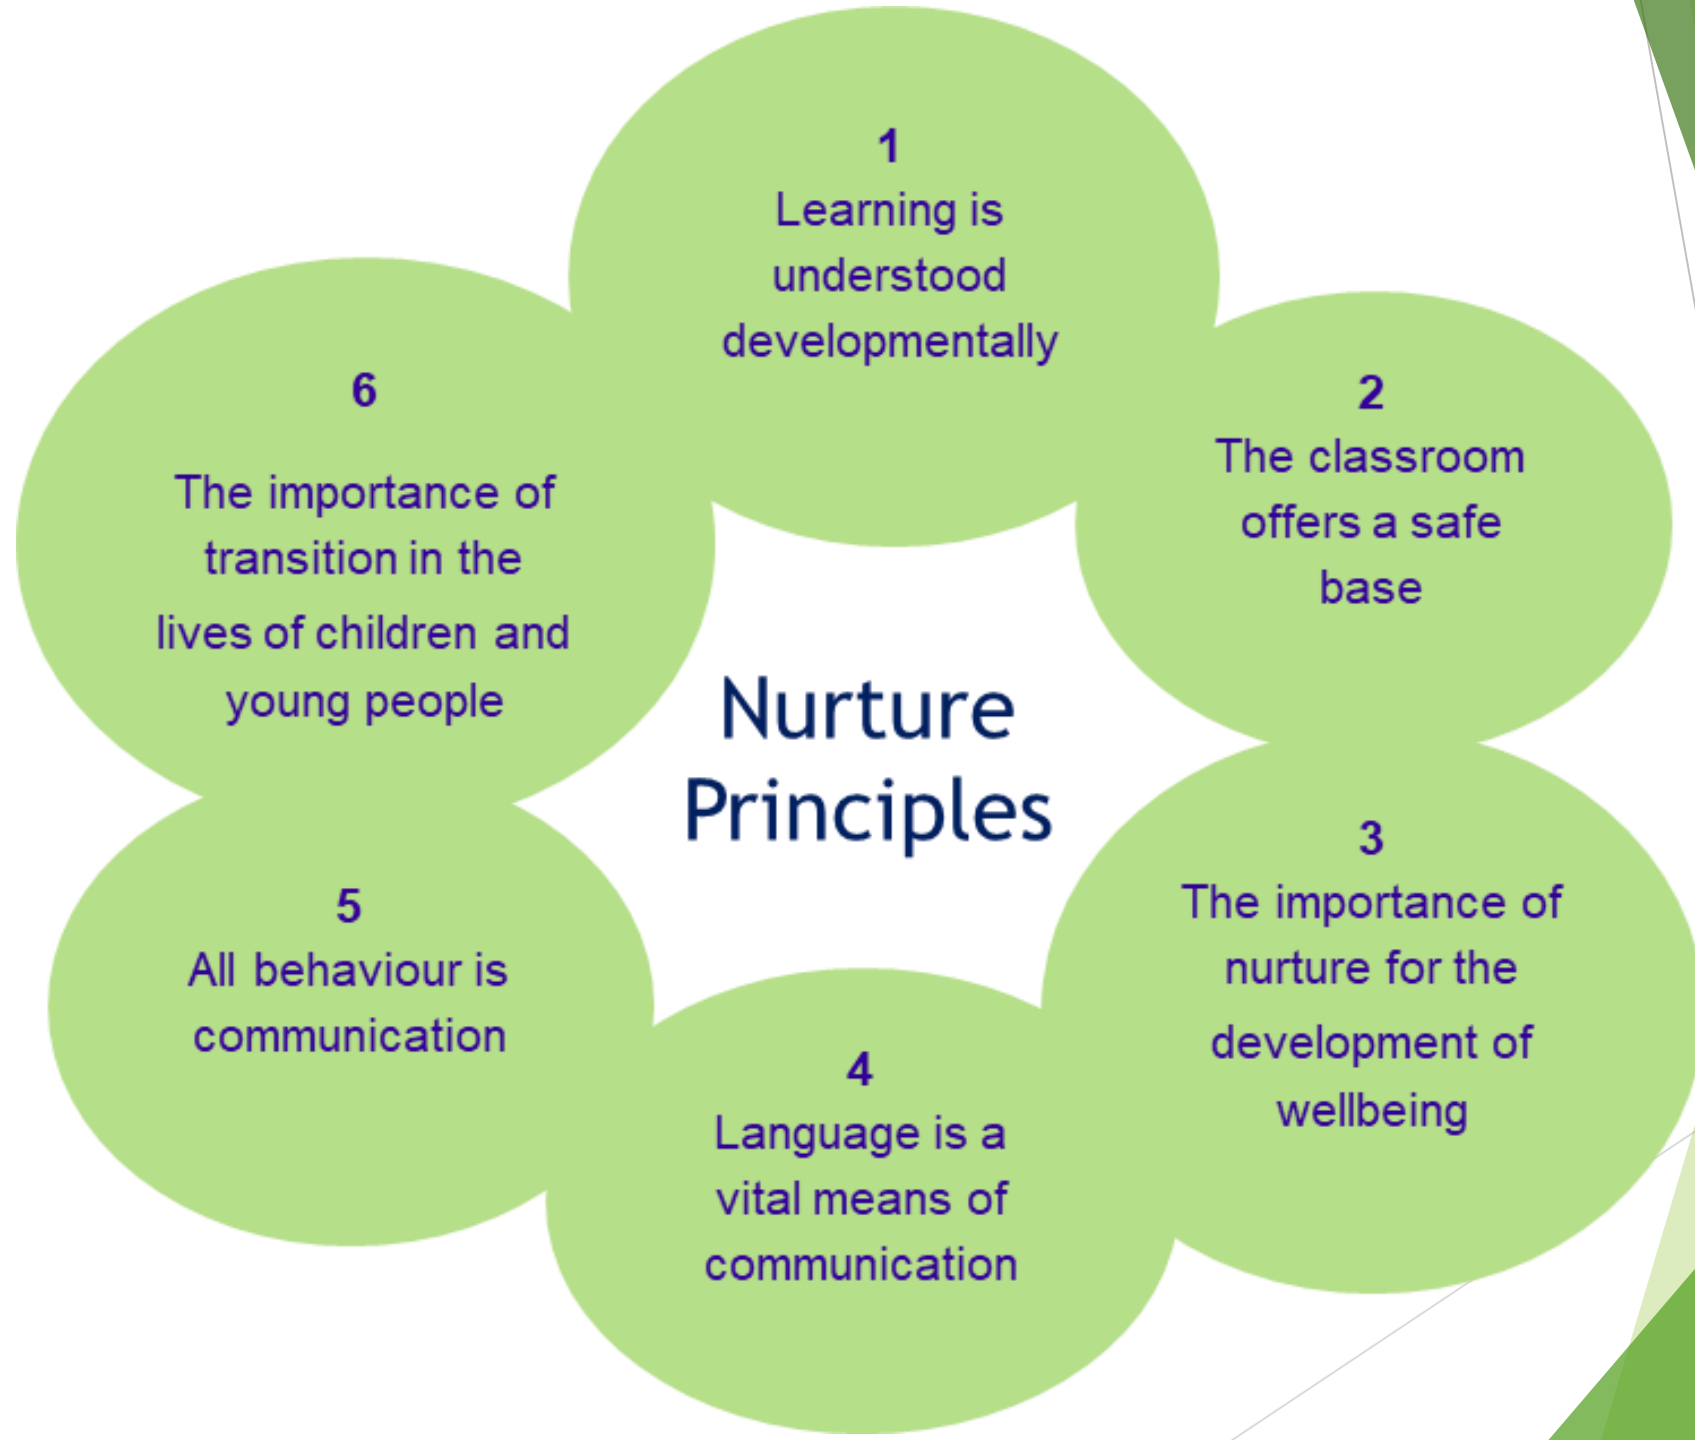 1
Learning is
understood
developmentally
2
The classroom
offers a safe
base
3
The importance of
nurture for the
development of
wellbeing
4
Language is a
vital means of
communication
5
All behaviour is
communication
6
The importance of
transition in the
lives of children and
young people
Nurture
Principles